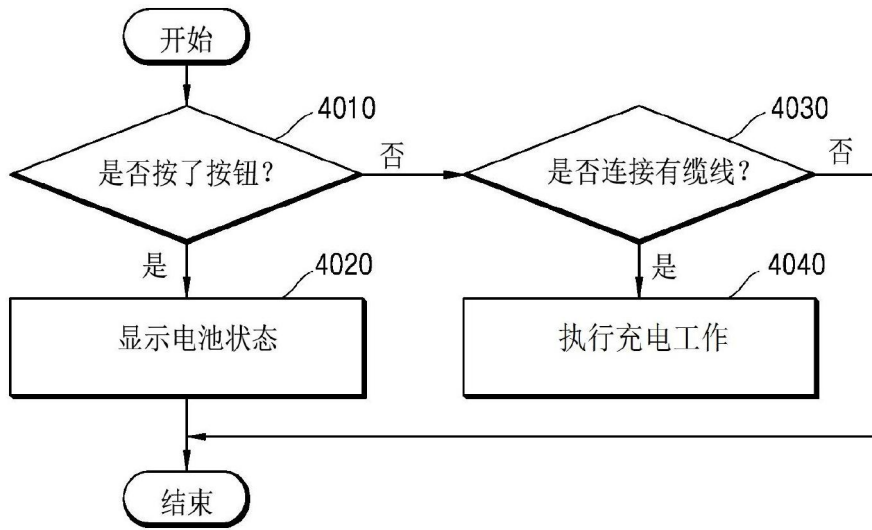 开始
4010
是否按了按钮?
否
是
4020
显示电池状态
4030
是否连接有缆线?
否
是
4040
执行充电工作
结束